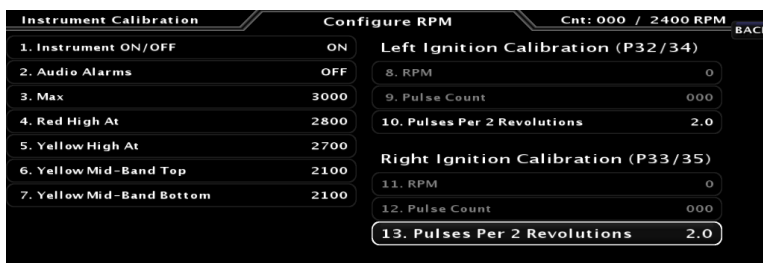 Instrument Calibration
Configure RPM
Cnt: 000 / 2400 RPM
BACK
1. Instrument ON/OFF ON
2. Audio Alarms OFF
3. Max 3000
4. Red High At 2800
5. Yellow High At 2700
6. Yellow Mid-Band Top 2100
7. Yellow Mid-Band Bottom 2100
Left Ignition Calibration (P32/34)
8. RPM 0
9. Pulse Count 000
10. Pulses Per 2 Revolutions 2.0
Right Ignition Calibration (P33/35)
11. RPM 0
12. Pulse Count 000
13. Pulses Per 2 Revolutions 2.0